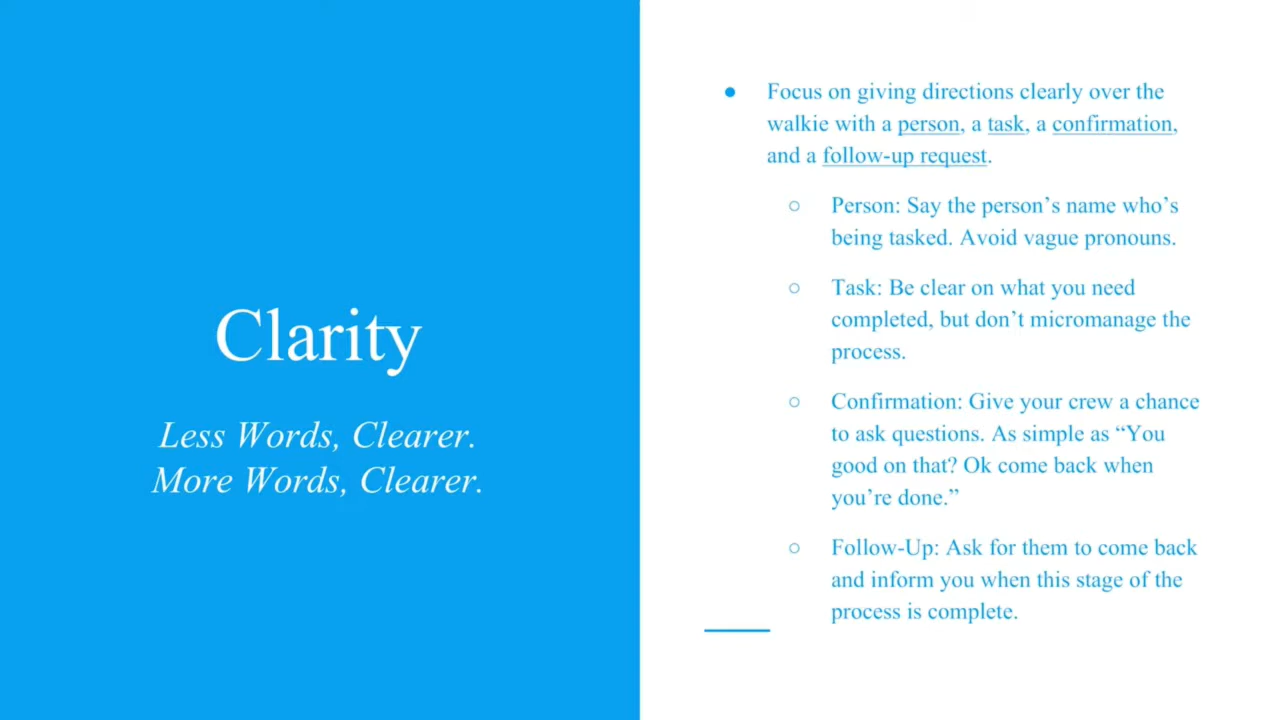 Clarity
Less Words, Clearer.
More Words, Clearer.
● Focus on giving directions clearly over the
walkie with a person, a task, a confirmation,
and a follow-up request.
○ Person: Say the person’s name who’s
being tasked. Avoid vague pronouns.
○ Task: Be clear on what you need
completed, but don’t micromanage the
process.
○ Confirmation: Give your crew a chance
to ask questions. As simple as “You
good on that? Ok come back when
you’re done.”
○ Follow-Up: Ask for them to come back
and inform you when this stage of the
process is complete.